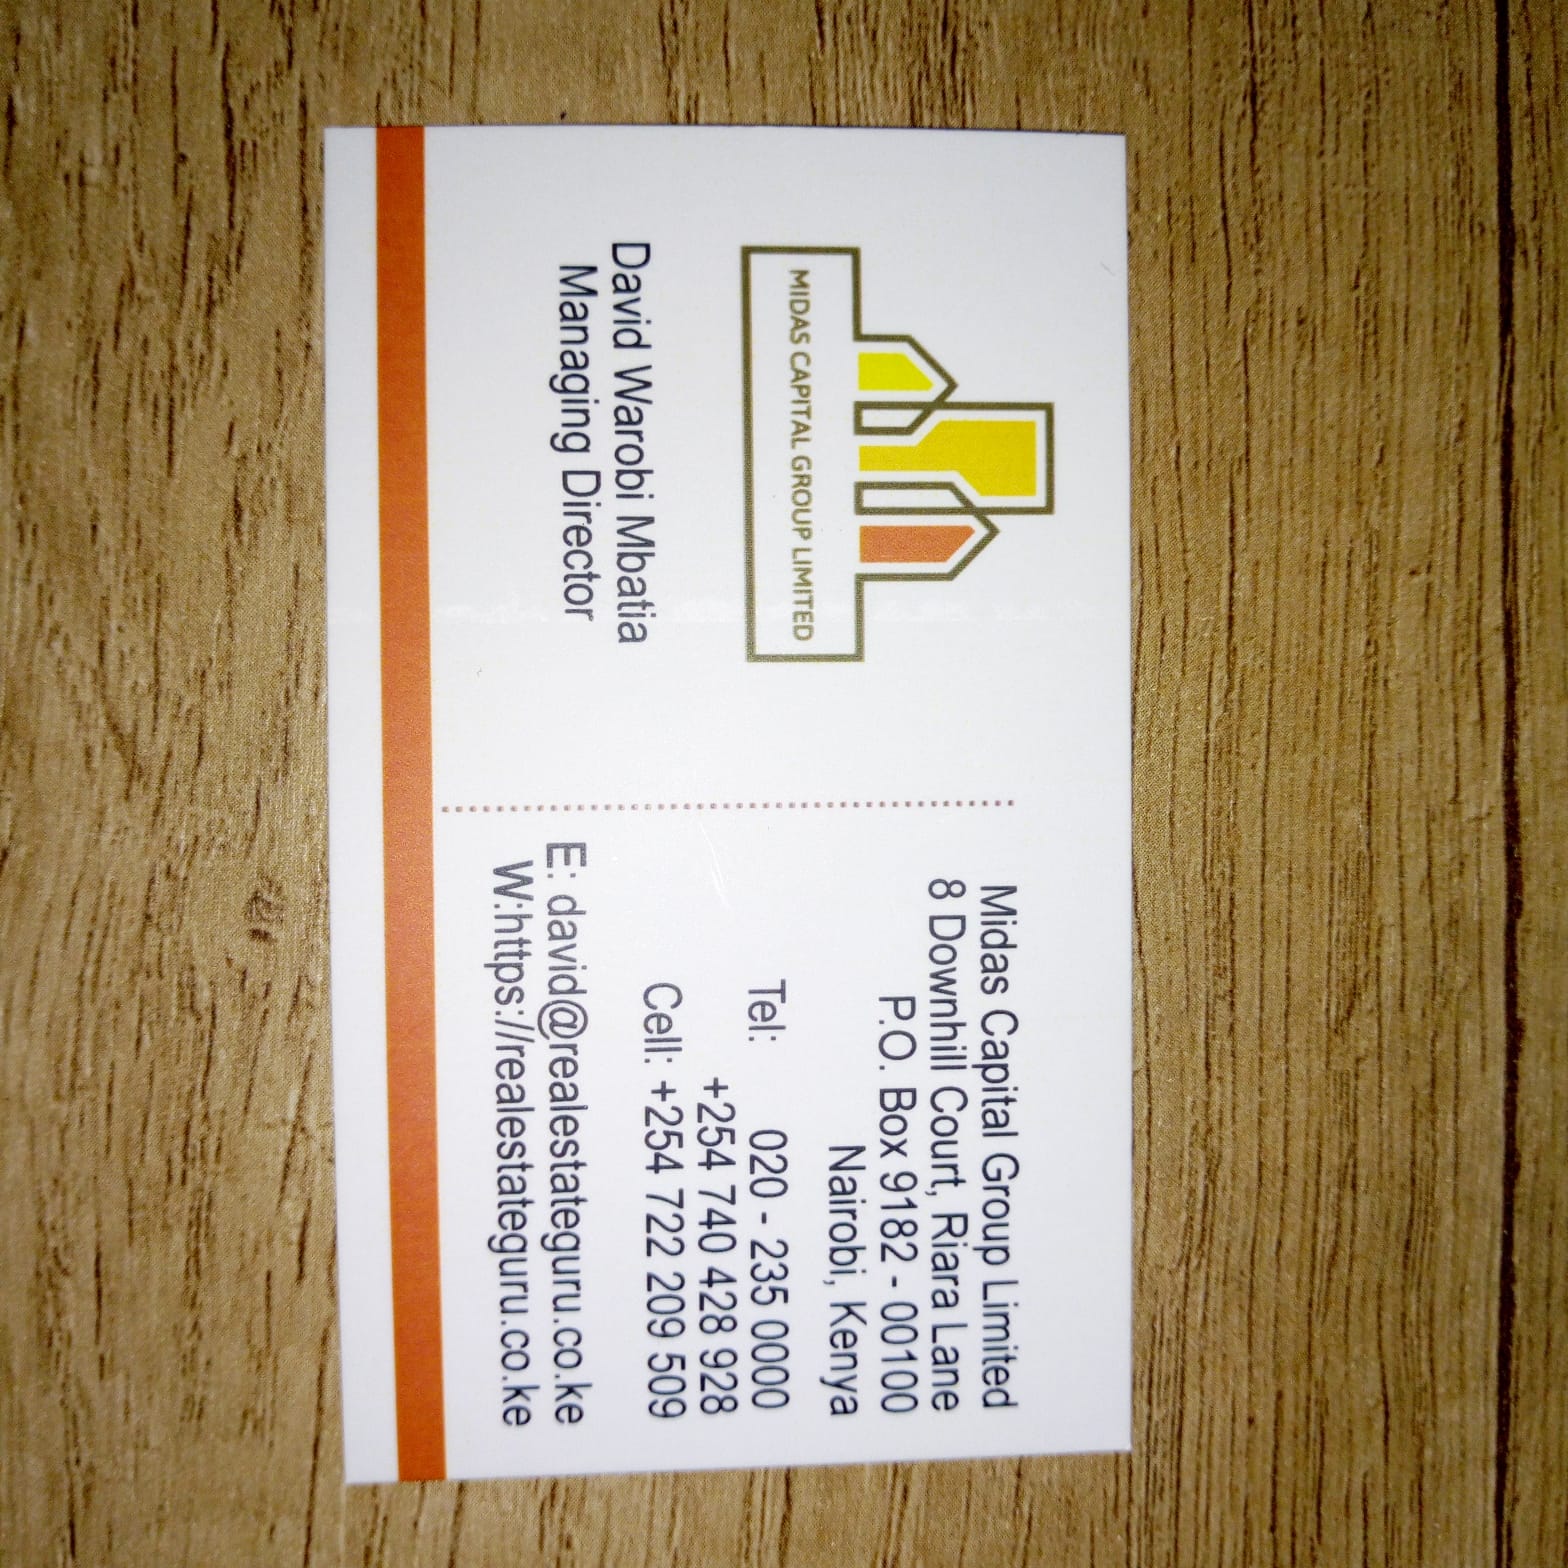 MIDAS CAPITAL GROUP LIMITED
David Warobi Mbatia
Managing Director
Midas Capital Group Limited
8 Downhill Court, Riara Lane
P.O. Box 9182 - 00100
Nairobi, Kenya
Tel: 020 - 235 0000
+254 740 428 928
Cell: +254 722 209 509
E: david@realestateguru.co.ke
W:https://realestateguru.co.ke